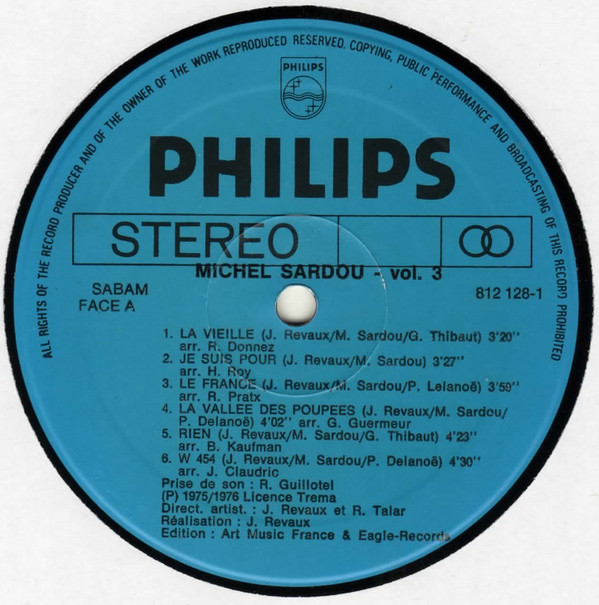 ALL RIGHTS OF THE RECORD PRODUCER AND OF THE OWNER OF THE WORK REPRODUCED RESERVED. COPYING, PUBLIC PERFORMANCE AND BROADCASTING OF THIS RECORD PROHIBITED
PHILIPS
PHILIPS
STEREO
MICHEL SARDOU - vol. 3
SABAM
FACE A
812 128-1
1. LA VIEILLE (J. Revaux/M. Sardou/G. Thibaut) 3'20''
arr. R. Donnez
2. JE SUIS POUR (J. Revaux/M. Sardou) 3'27''
arr. H. Roy
3. LE FRANCE (J. Revaux/M. Sardou/P. Lelanoë) 3'59''
arr. R. Pratx
4. LA VALLEE DES POUPEES (J. Revaux/M. Sardou/
P. Delanoë) 4'02'' arr. G. Guermeur
5. RIEN (J. Revaux/M. Sardou/G. Thibaut) 4'23''
arr. B. Kaufman
6. W 454 (J. Revaux/M. Sardou/P. Delanoë) 4'30''
arr. J. Claudric
Prise de son : R. Guillotel
(P) 1975/1976 Licence Trema
Direct. artist. : J. Revaux et R. Talar
Réalisation : J. Revaux
Edition : Art Music France & Eagle-Records